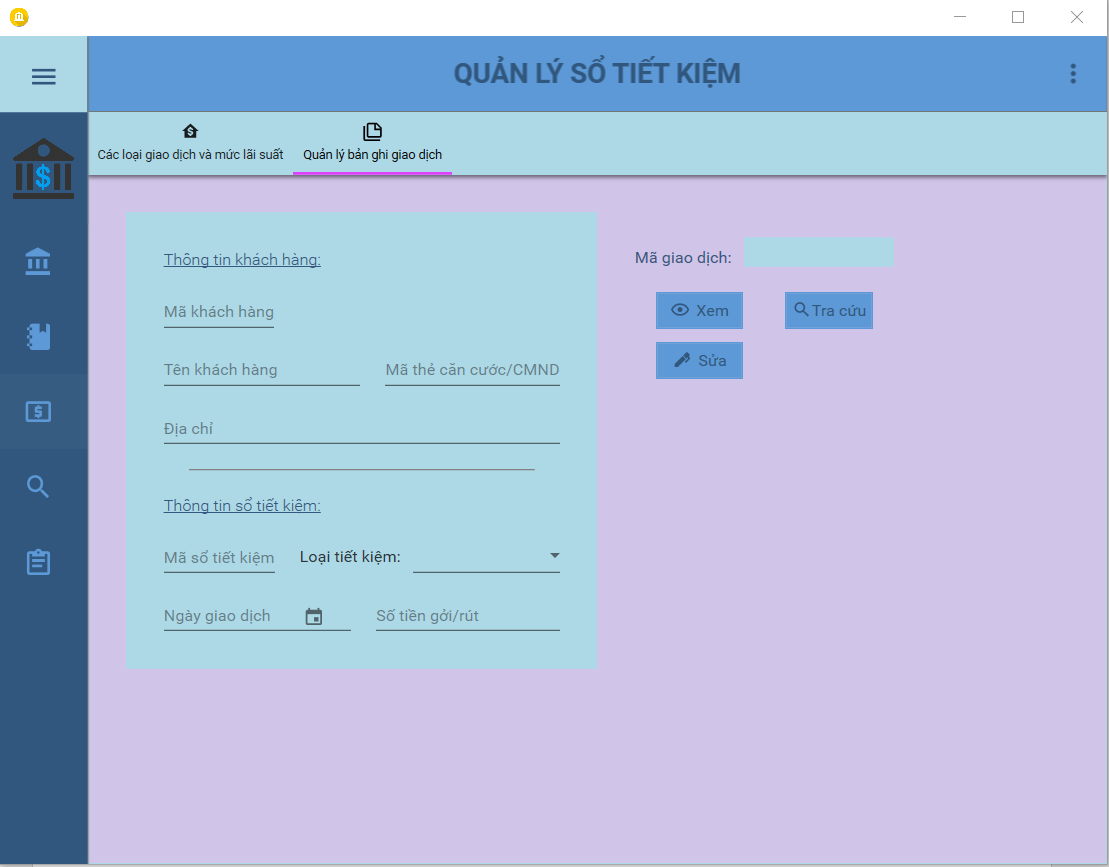 QUẢN LÝ SỔ TIẾT KIỆM
Các loại giao dịch và mức lãi suất
Quản lý bản ghi giao dịch
Thông tin khách hàng:
Mã khách hàng
Tên khách hàng
Mã thẻ căn cước/CMND
Địa chỉ
Thông tin sổ tiết kiêm:
Mã sổ tiết kiệm
Loại tiết kiệm:
Ngày giao dịch
Số tiền gởi/rút
Mã giao dịch:
Xem
Tra cứu
Sửa